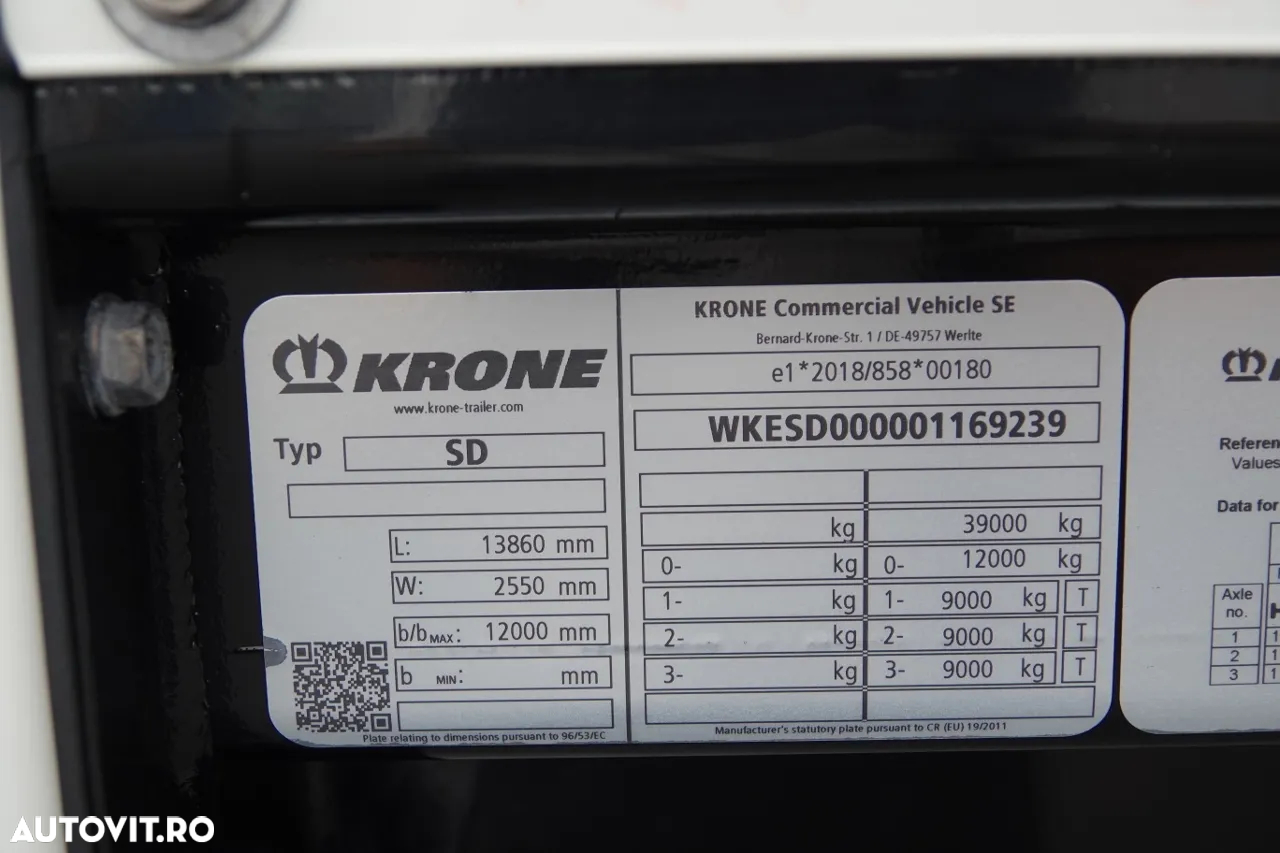 KRONE
www.krone-trailer.com
Typ SD
L: 13860 mm
W: 2550 mm
b/b MAX: 12000 mm
b MIN: mm
Plate relating to dimensions pursuant to 96/53/EC
KRONE Commercial Vehicle SE
Bernard-Krone-Str. 1 / DE-49757 Werlte
e1*2018/858*00180
WKESD000001169239
kg 39000 kg
0- kg 0- 12000 kg
1- kg 1- 9000 kg T
2- kg 2- 9000 kg T
3- kg 3- 9000 kg T
Manufacturer's statutory plate pursuant to CR (EU) 19/2011
Values
Data for
Axle
no.
1
2
3
AUTOVIT.RO